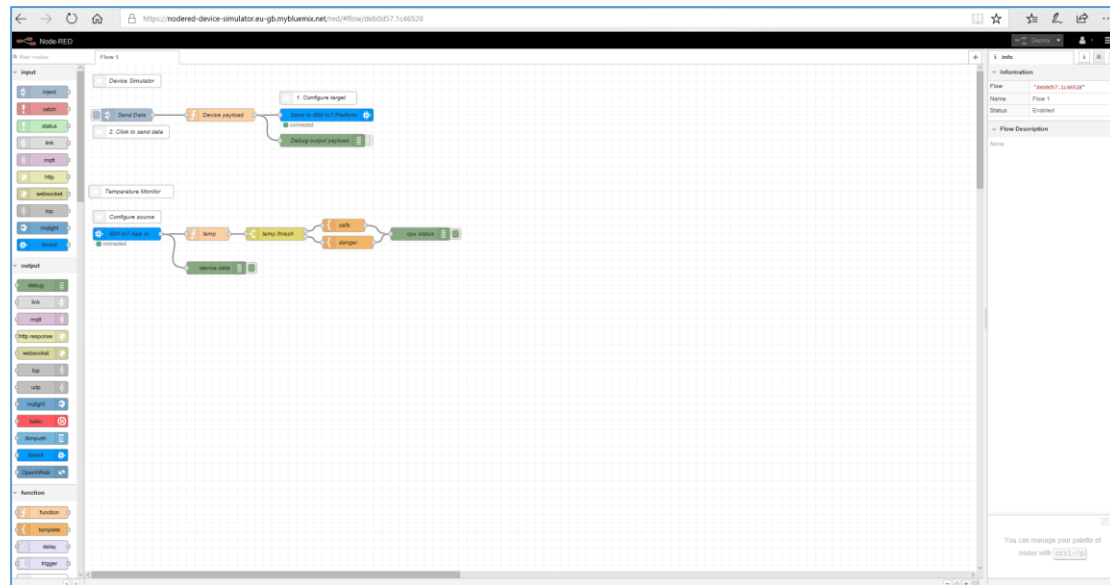 https://nodered-device-simulator.eu-gb.mybluemix.net/red/#flow/deb0d57.1c46528
Node-RED
Deploy
filter nodes
input
inject
catch
status
link
mqtt
http
websocket
tcp
mqlight
ibmiot
output
debug
link
mqtt
http response
websocket
tcp
udp
mqlight
twilio
ibmpush
ibmiot
OpenWhisk
function
function
template
delay
trigger
Flow 1
Device Simulator
1. Configure target
Send Data
Device payload
Send to IBM IoT Platform
connected
2. Click to send data
Debug output payload
Temperature Monitor
Configure source
IBM IoT App In
connected
temp
temp thresh
safe
danger
cpu status
device data
info
Information
Flow "deb0d57.1c46528"
Name Flow 1
Status Enabled
Flow Description
None
You can manage your palette of
nodes with